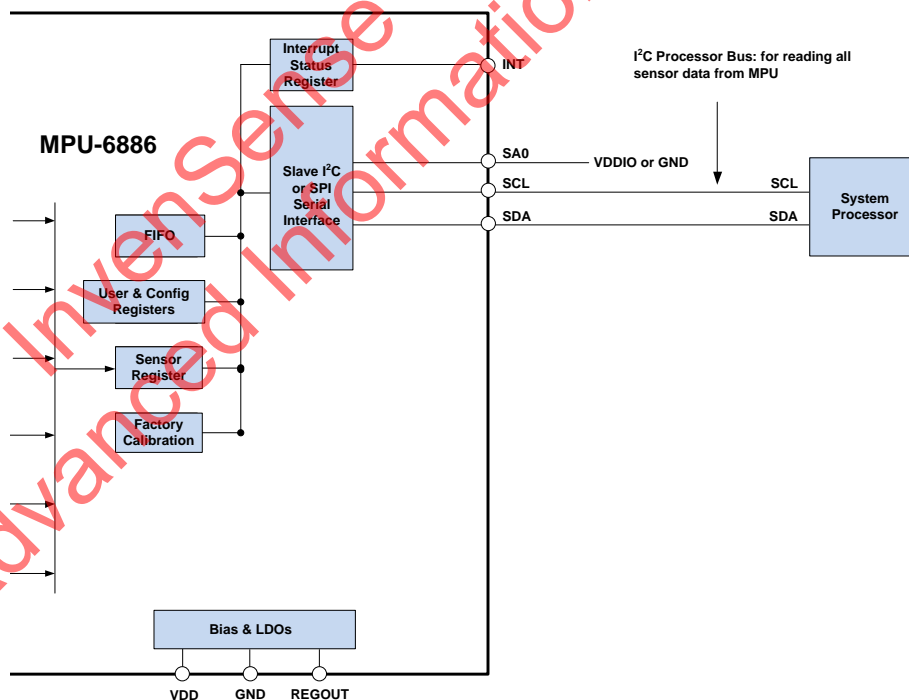 Interrupt
Status
Register
INT
I²C Processor Bus: for reading all
sensor data from MPU
MPU-6886
Slave I²C
or SPI
Serial
Interface
SA0
VDDIO or GND
SCL
SCL
SDA
SDA
System
Processor
FIFO
User & Config
Registers
Sensor
Register
Factory
Calibration
Bias & LDOs
VDD
GND
REGOUT
InvenSense
Advanced Information